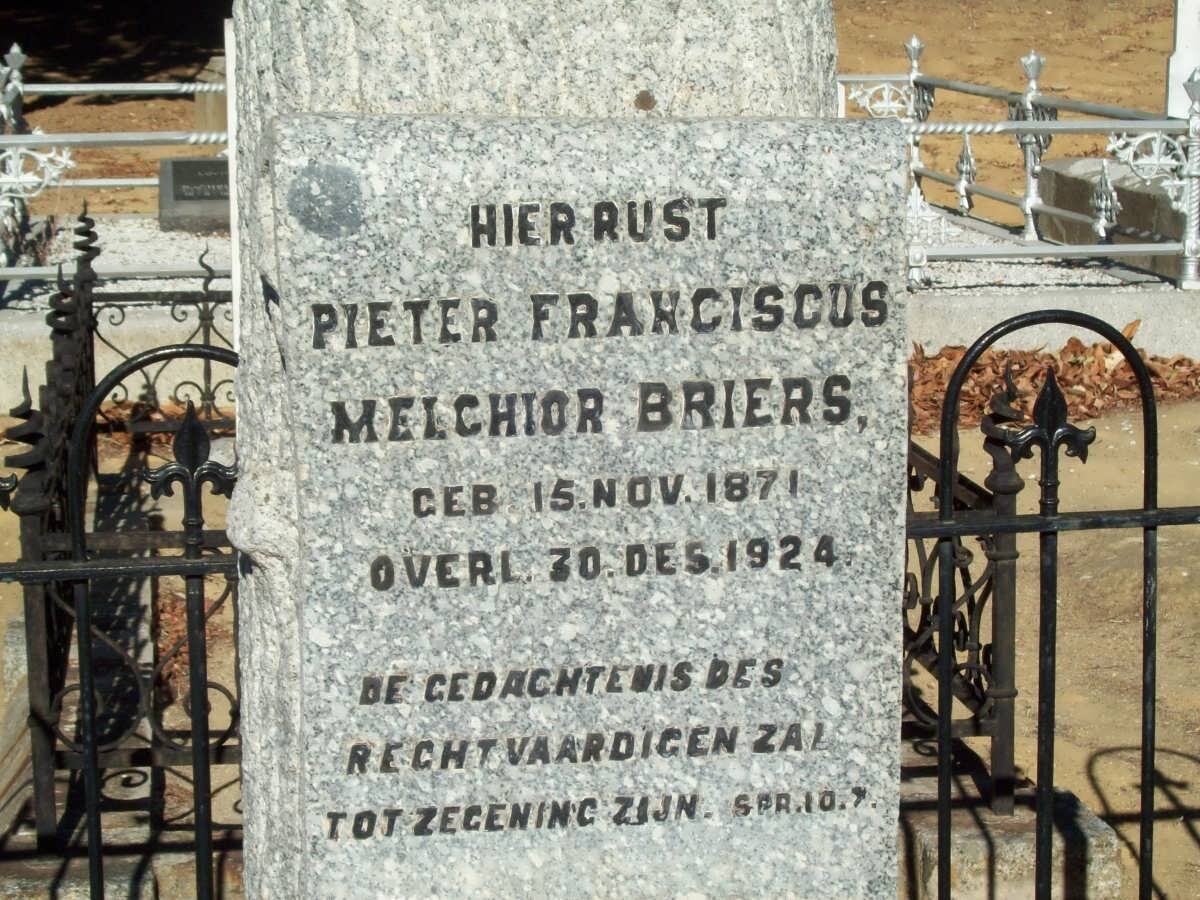 HIER RUST
PIETER FRANCISCUS
MELCHIOR BRIERS,
GEB. 15. NOV. 1871
OVERL. 30. DES. 1924.
DE GEDACHTENIS DES
RECHTVAARDIGEN ZAL
TOT ZEGENING ZIJN. SPR. 10.7.